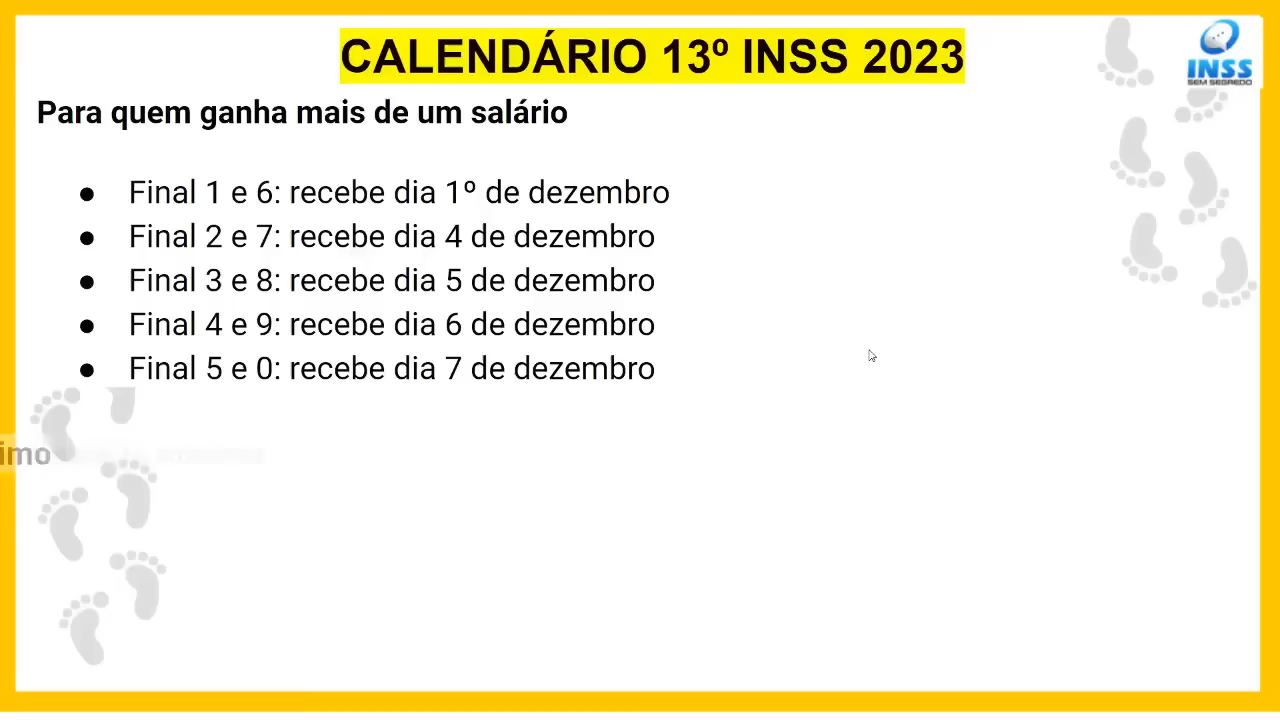 CALENDÁRIO 13º INSS 2023
INSS
SEM SEGREDO
Para quem ganha mais de um salário
● Final 1 e 6: recebe dia 1º de dezembro
● Final 2 e 7: recebe dia 4 de dezembro
● Final 3 e 8: recebe dia 5 de dezembro
● Final 4 e 9: recebe dia 6 de dezembro
● Final 5 e 0: recebe dia 7 de dezembro
imo